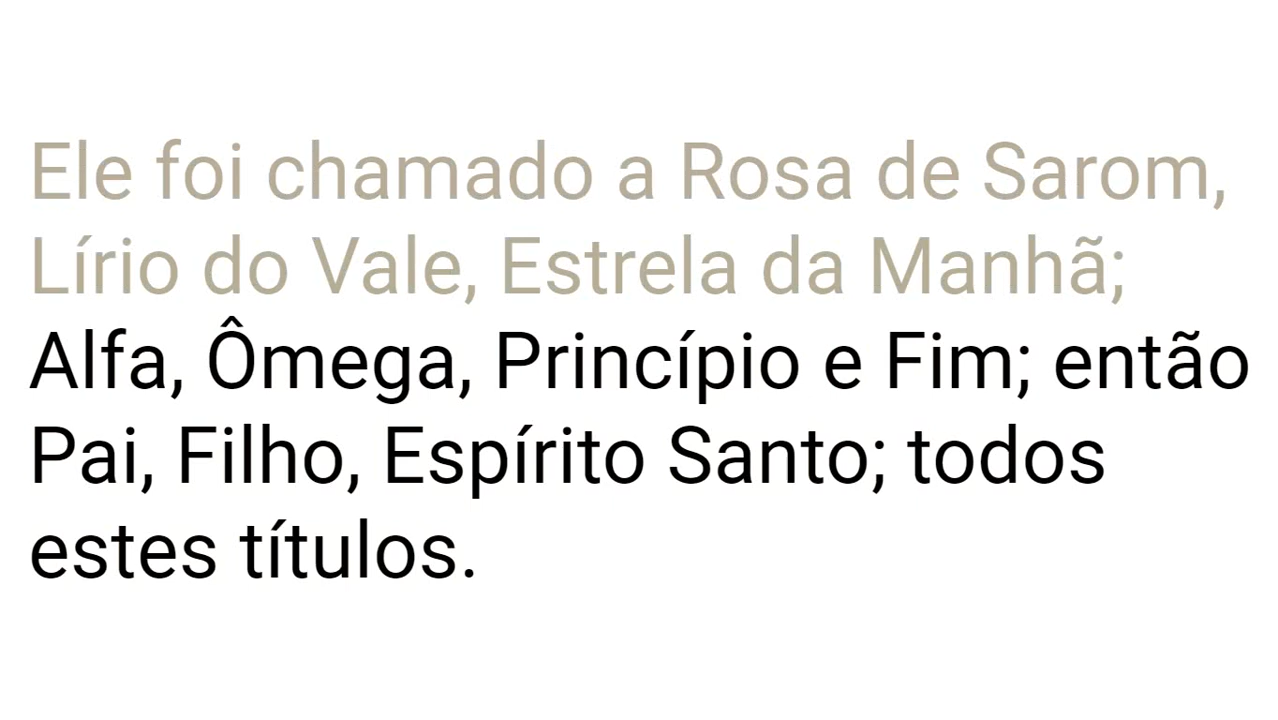 Ele foi chamado a Rosa de Sarom,
Lírio do Vale, Estrela da Manhã;
Alfa, Ômega, Princípio e Fim; então
Pai, Filho, Espírito Santo; todos
estes títulos.